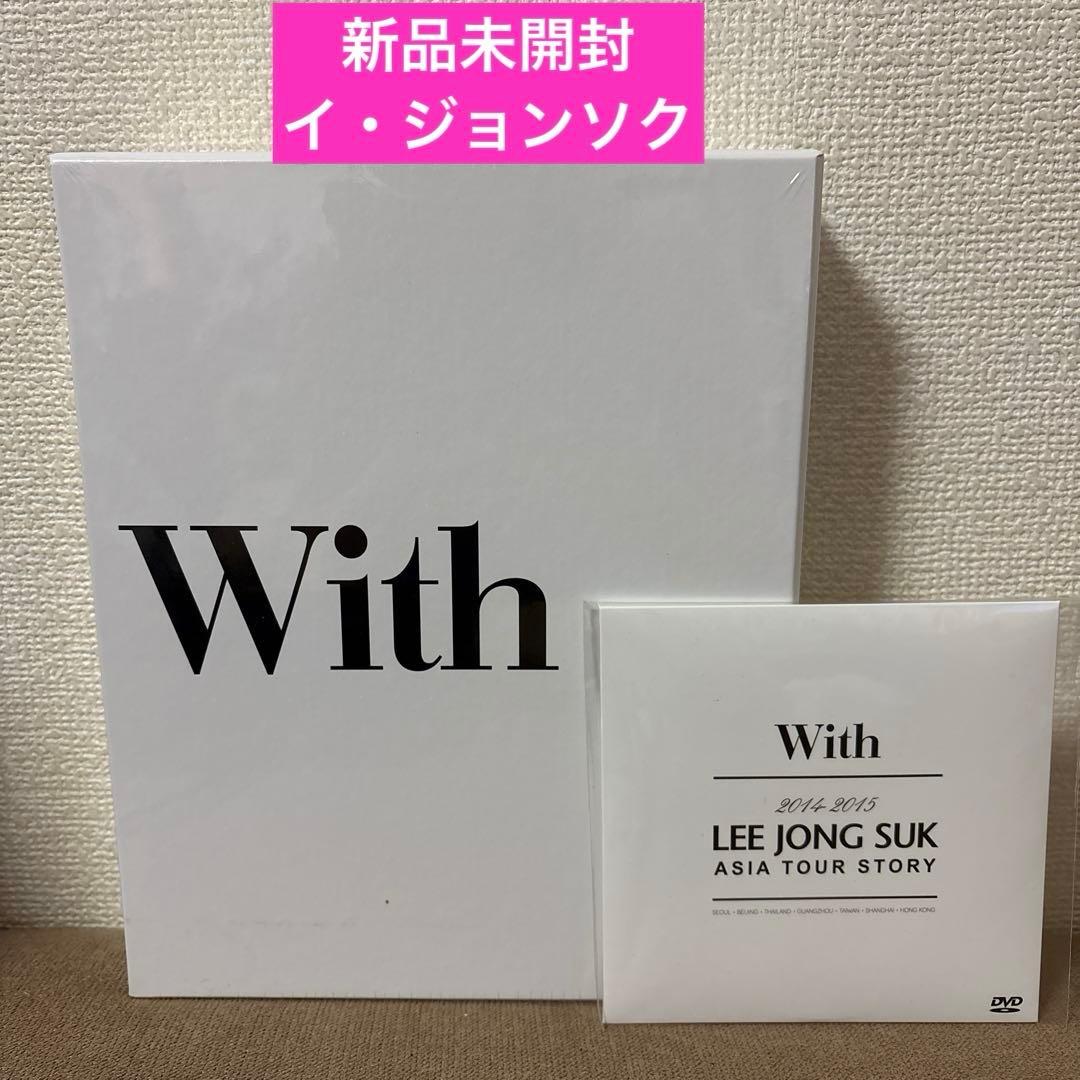 新品未開封
イ・ジョンソク
With
With
2014-2015
LEE JONG SUK
ASIA TOUR STORY
SEOUL • BEIJING • THAILAND • GUANGZHOU • TAIWAN • SHANGHAI • HONG KONG
DVD